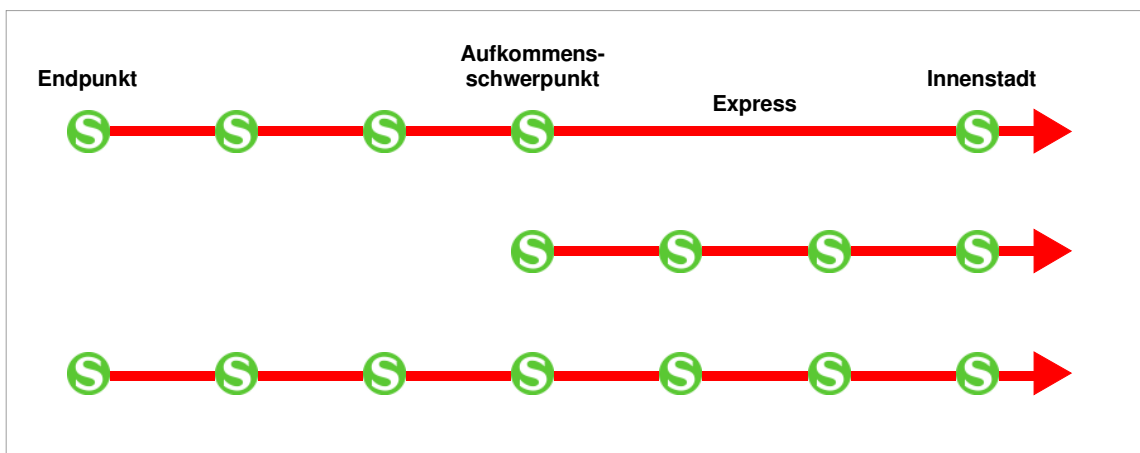 Endpunkt
Aufkommens-
schwerpunkt
Express
Innenstadt
S S S S S
S S S S
S S S S S S S